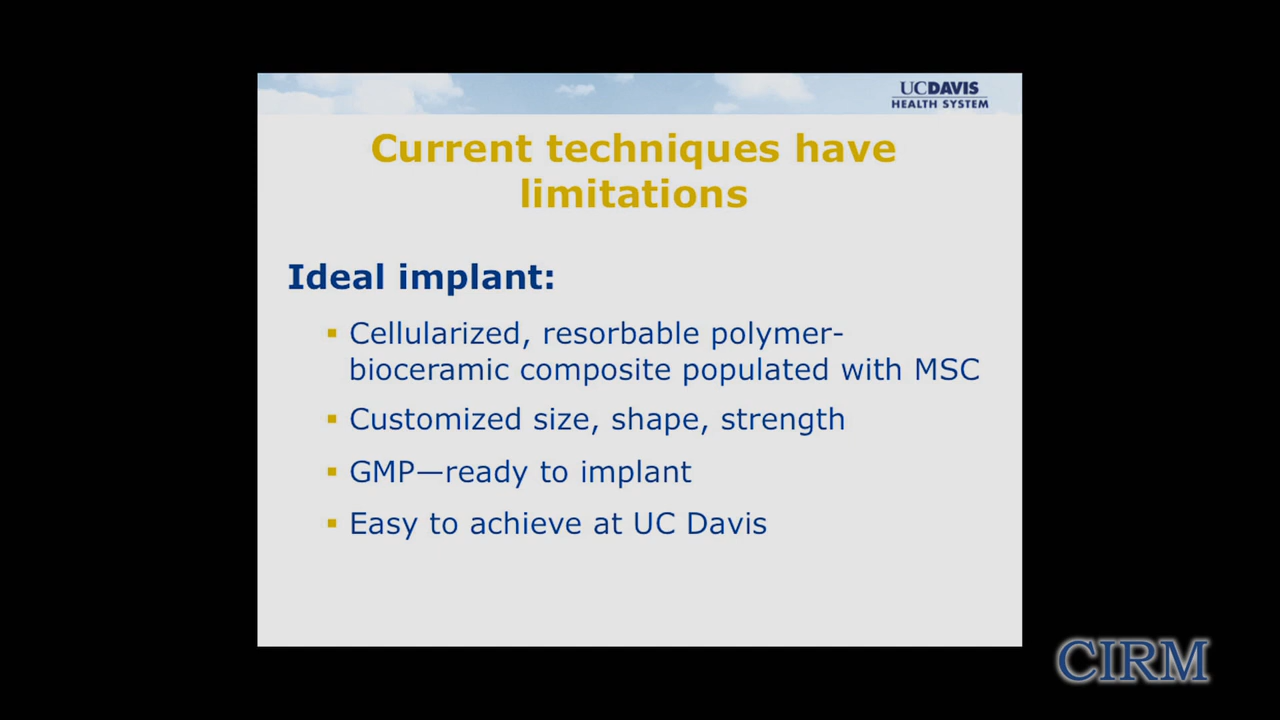 UCDAVIS
HEALTH SYSTEM
Current techniques have
limitations
Ideal implant:
▪ Cellularized, resorbable polymer-
bioceramic composite populated with MSC
▪ Customized size, shape, strength
▪ GMP—ready to implant
▪ Easy to achieve at UC Davis
CIRM